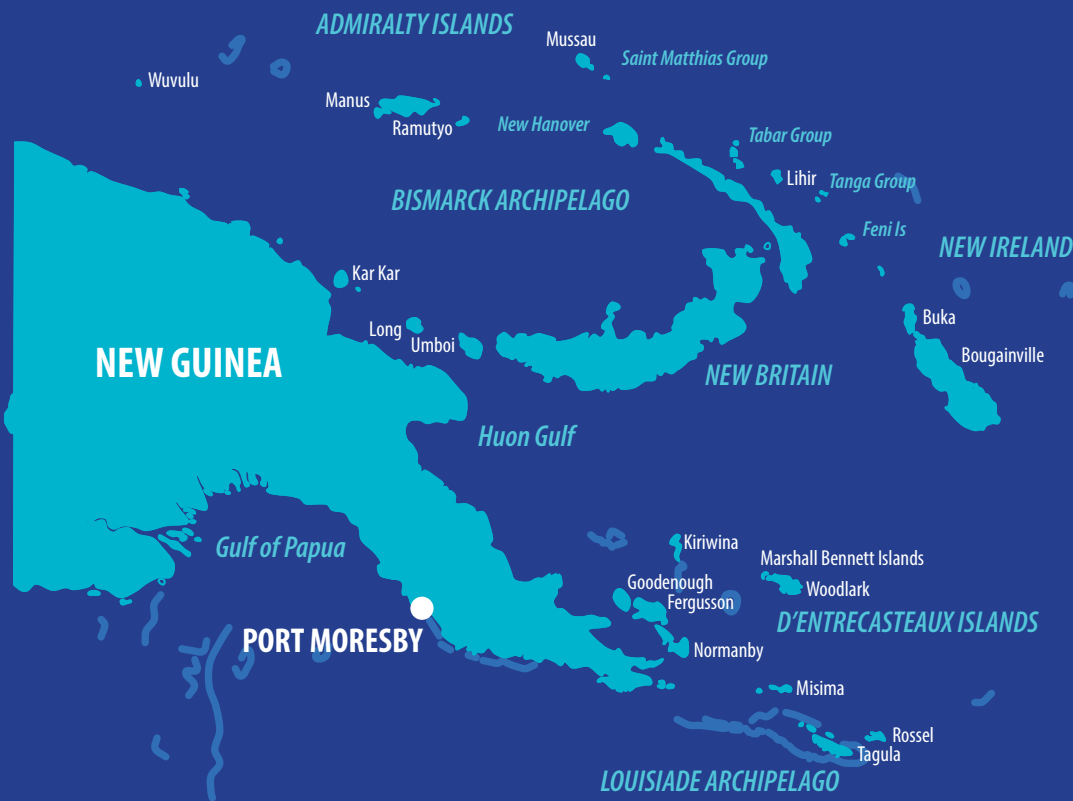 ADMIRALTY ISLANDS
Mussau
Saint Matthias Group
Wuvulu
Manus
Ramutyo
New Hanover
Tabar Group
Lihir
Tanga Group
BISMARCK ARCHIPELAGO
Feni Is
NEW IRELAND
Kar Kar
Buka
Long
Umboi
Bougainville
NEW GUINEA
NEW BRITAIN
Huon Gulf
Gulf of Papua
Kiriwina
Marshall Bennett Islands
Goodenough
Woodlark
Fergusson
D'ENTRECASTEAUX ISLANDS
PORT MORESBY
Normanby
Misima
Rossel
Tagula
LOUISIADE ARCHIPELAGO